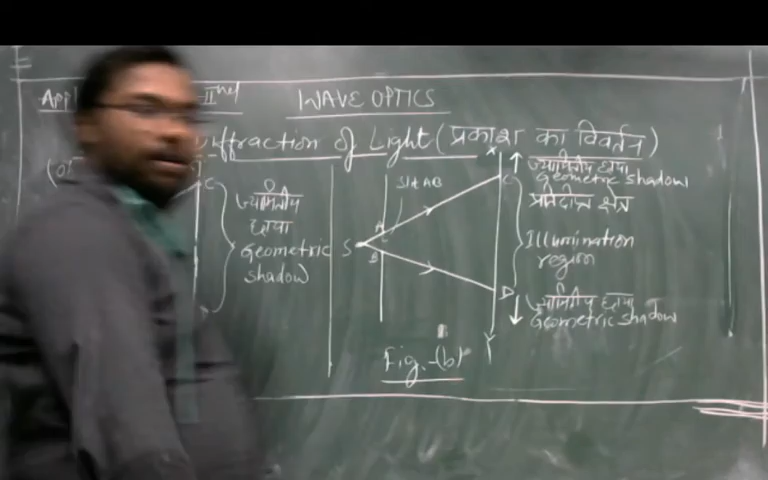 WAVE OPTICS
of Light (प्रकाश का विवर्तन)
C
ज्यामितीय
छाया
Geometric
shadow
X
Slit AB
A
S
B
C
D
Y
Fig.-(b)
ज्यामितीय छाया
Geometric shadow
प्रतिदीप्त क्षेत्र
Illumination
region
ज्यामितीय छाया
Geometric shadow